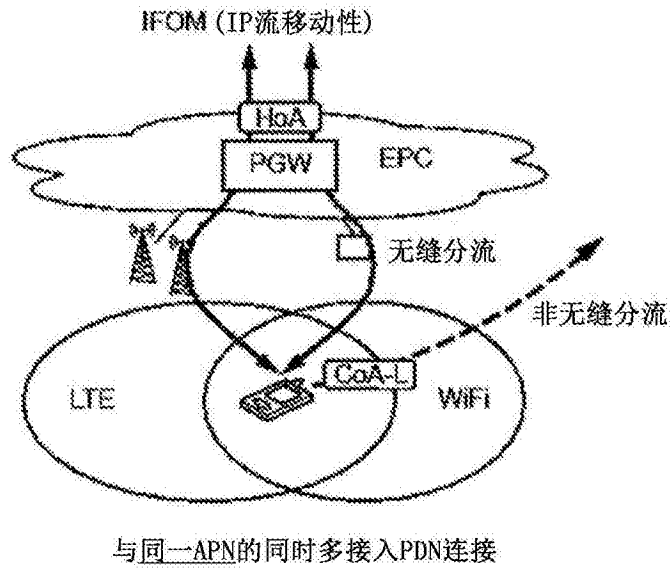 IFOM (IP流移动性)
HoA
PGW
EPC
无缝分流
非无缝分流
CoA-L
LTE
WiFi
与同一APN的同时多接入PDN连接